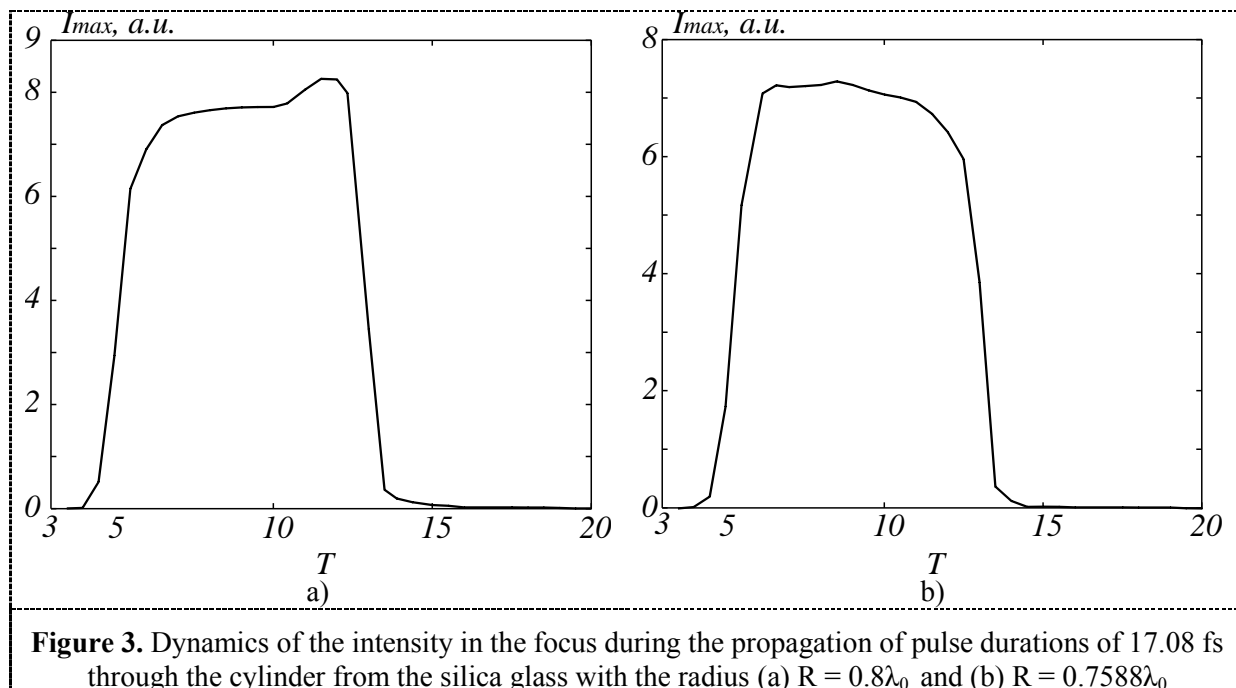 Imax, a.u.
9
8
6
4
2
0
3 5 10 15 20
T
a)
Imax, a.u.
8
6
4
2
0
3 5 10 15 20
T
b)
Figure 3. Dynamics of the intensity in the focus during the propagation of pulse durations of 17.08 fs
through the cylinder from the silica glass with the radius (a) R = 0.8λ₀ and (b) R = 0.7588λ₀